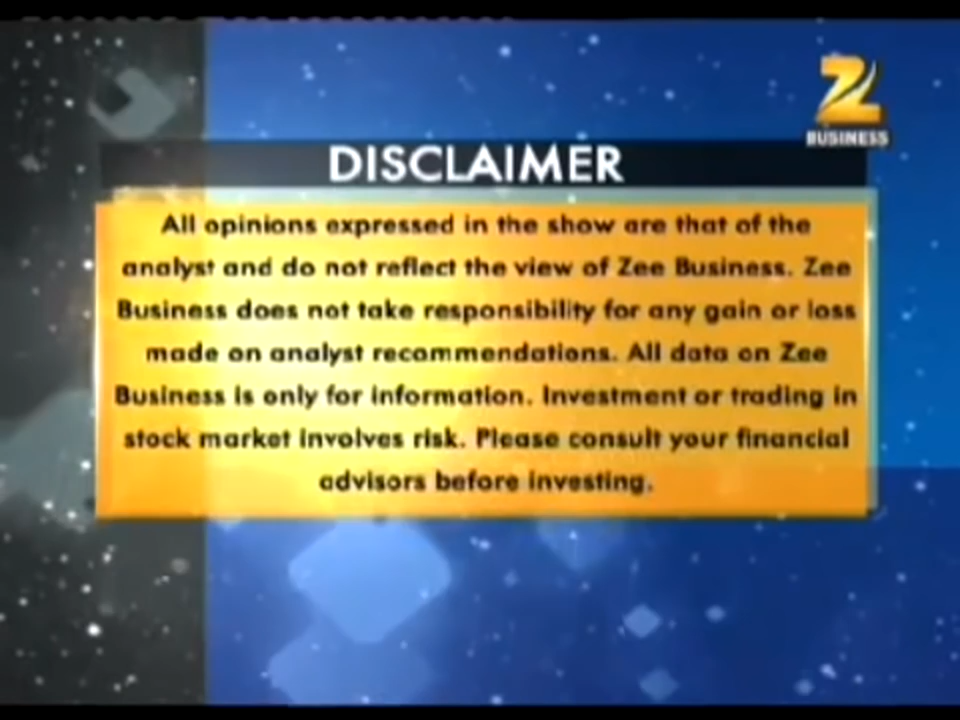 Z
BUSINESS
DISCLAIMER
All opinions expressed in the show are that of the
analyst and do not reflect the view of Zee Business. Zee
Business does not take responsibility for any gain or loss
made on analyst recommendations. All data on Zee
Business is only for information. Investment or trading in
stock market involves risk. Please consult your financial
advisors before investing.